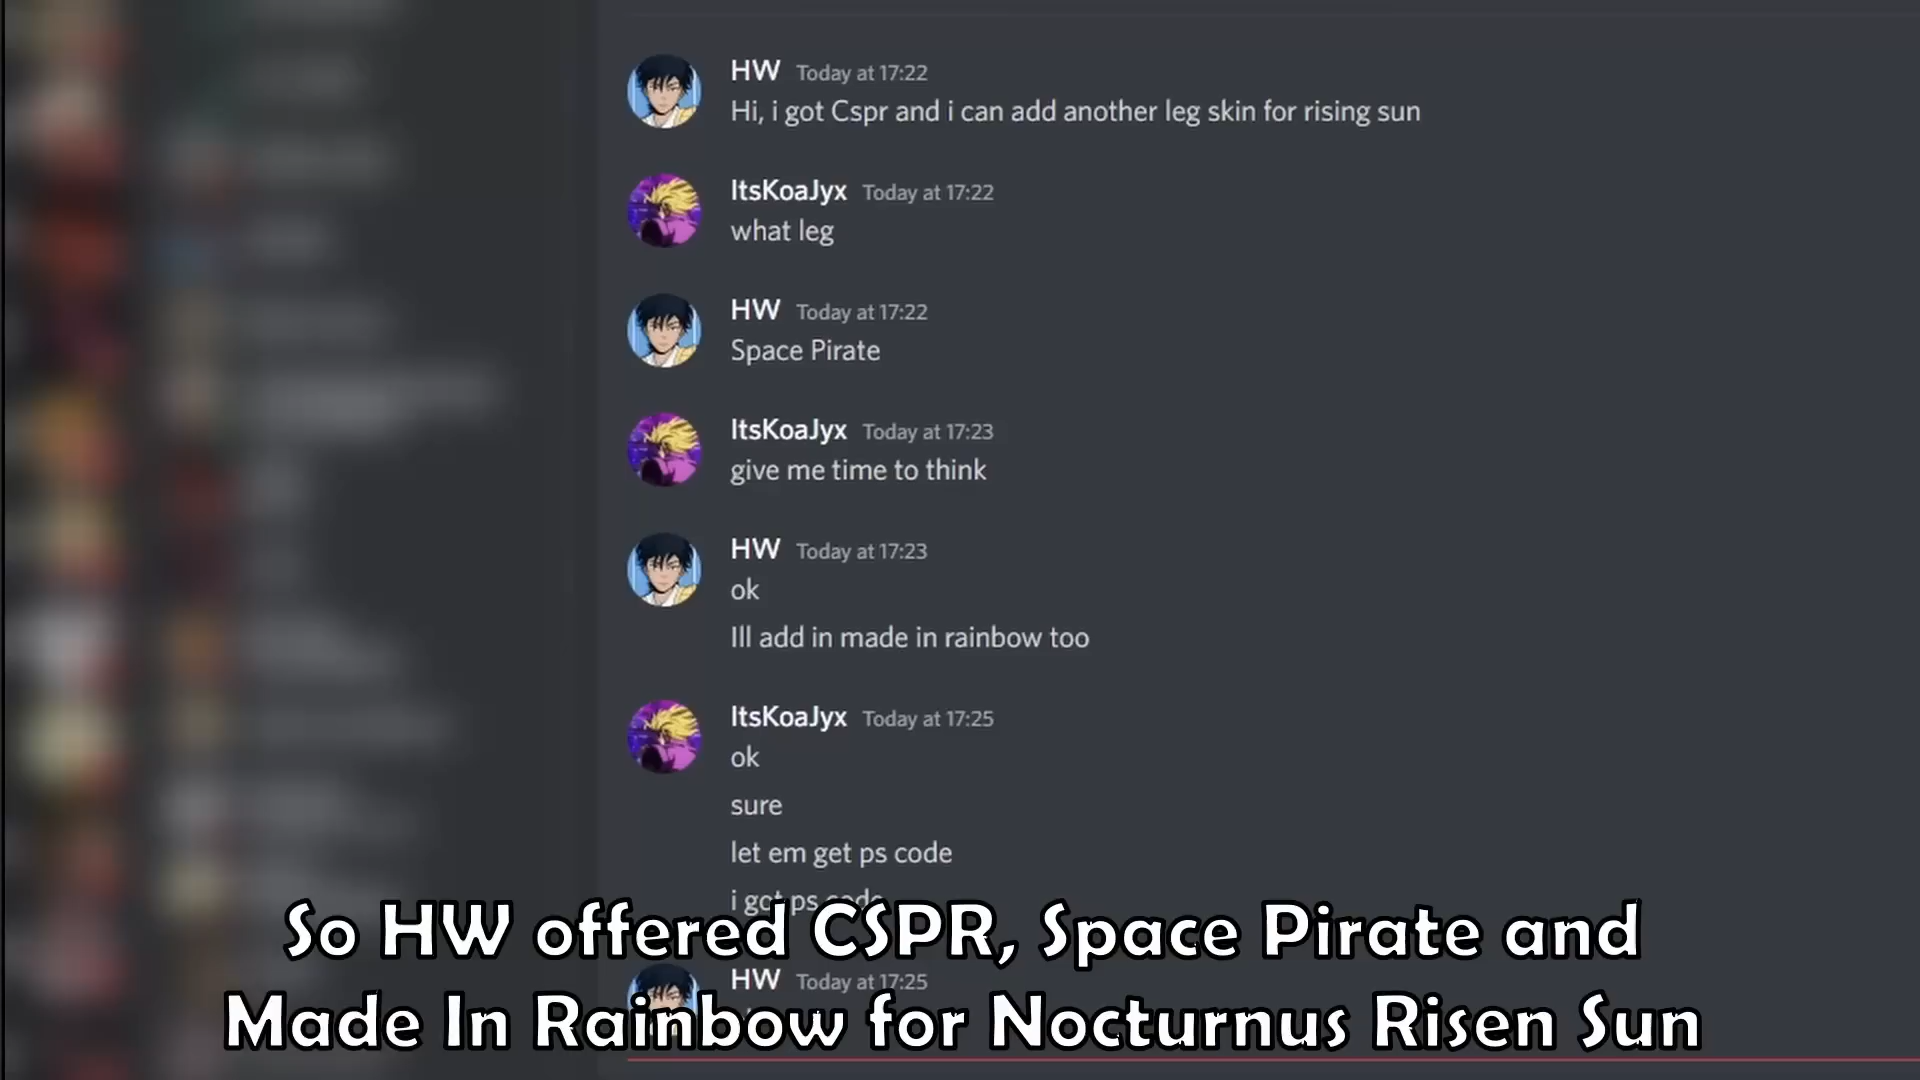 HW Today at 17:22
Hi, i got Cspr and i can add another leg skin for rising sun
ItsKoaJyx Today at 17:22
what leg
HW Today at 17:22
Space Pirate
ItsKoaJyx Today at 17:23
give me time to think
HW Today at 17:23
ok
Ill add in made in rainbow too
ItsKoaJyx Today at 17:25
ok
sure
let em get ps code
i got ps code
So HW offered CSPR, Space Pirate and
HW Today at 17:25
Made In Rainbow for Nocturnus Risen Sun